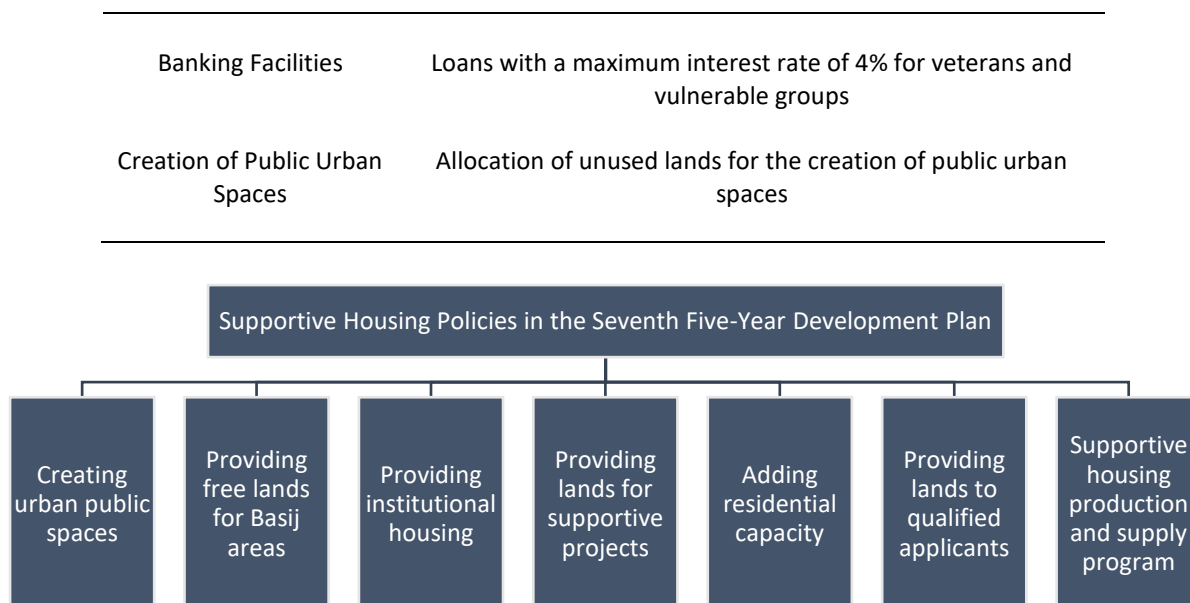 Banking Facilities
Loans with a maximum interest rate of 4% for veterans and
vulnerable groups
Creation of Public Urban
Spaces
Allocation of unused lands for the creation of public urban
spaces
Supportive Housing Policies in the Seventh Five-Year Development Plan
Creating
urban public
spaces
Providing
free lands
for Basij
areas
Providing
institutional
housing
Providing
lands for
supportive
projects
Adding
residential
capacity
Providing
lands to
qualified
applicants
Supportive
housing
production
and supply
program